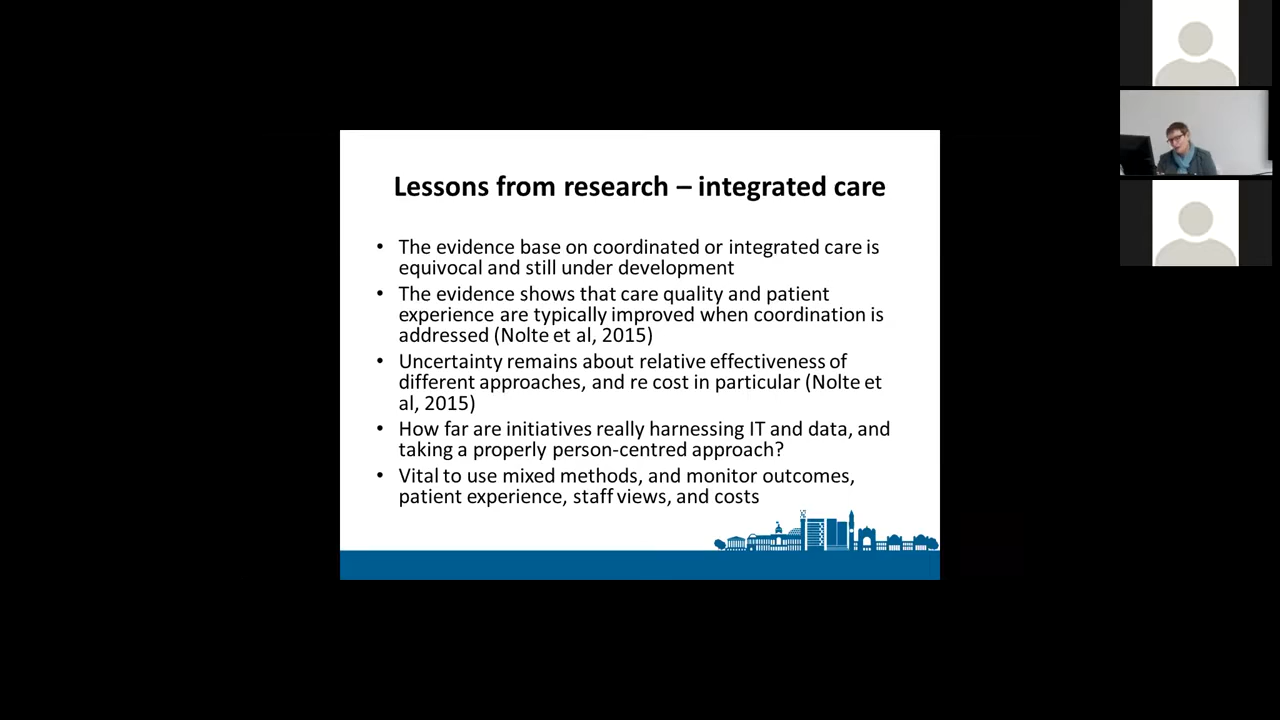 Lessons from research – integrated care
• The evidence base on coordinated or integrated care is
equivocal and still under development
• The evidence shows that care quality and patient
experience are typically improved when coordination is
addressed (Nolte et al, 2015)
• Uncertainty remains about relative effectiveness of
different approaches, and re cost in particular (Nolte et
al, 2015)
• How far are initiatives really harnessing IT and data, and
taking a properly person-centred approach?
• Vital to use mixed methods, and monitor outcomes,
patient experience, staff views, and costs